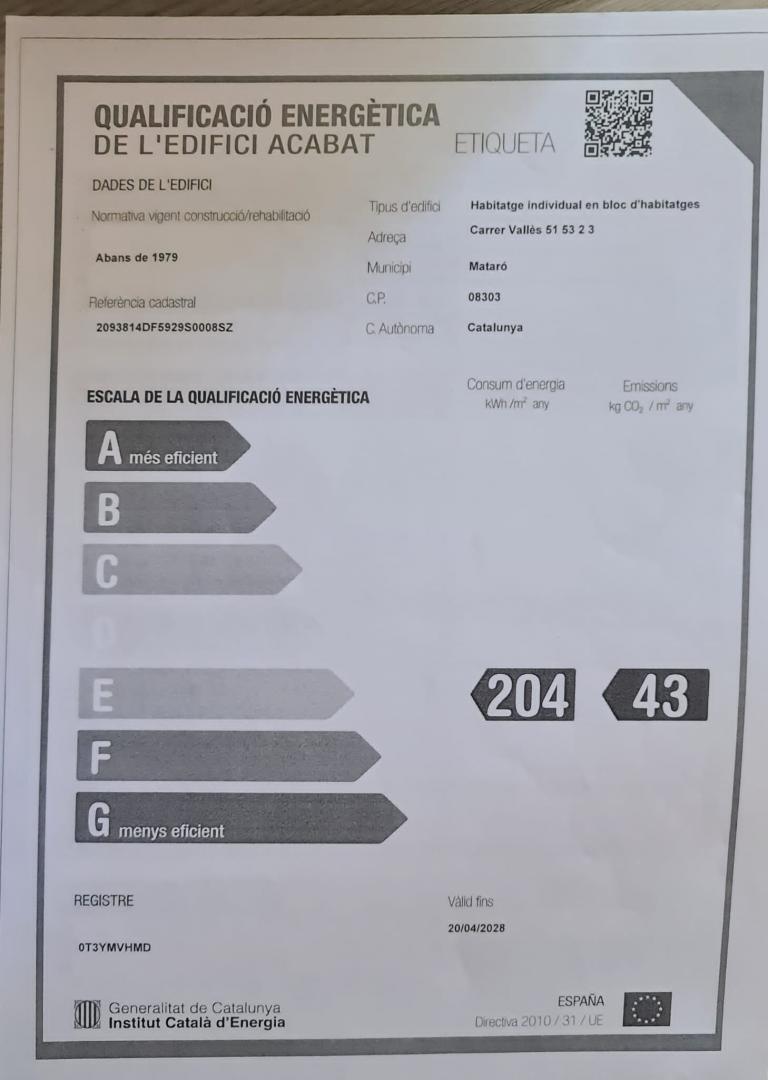 QUALIFICACIÓ ENERGÈTICA
DE L'EDIFICI ACABAT
ETIQUETA
DADES DE L'EDIFICI
Normativa vigent construcció/rehabilitació
Abans de 1979
Referència cadastral
2093814DF5929S0008SZ
Tipus d'edifici Habitatge individual en bloc d'habitatges
Adreça Carrer Vallès 51 53 2 3
Municipi Mataró
C.P. 08303
C. Autònoma Catalunya
ESCALA DE LA QUALIFICACIÓ ENERGÈTICA
Consum d'energia
kWh /m² any
Emissions
kg CO₂ / m² any
A més eficient
B
C
D
E 204 43
F
G menys eficient
REGISTRE
0T3YMVHMD
Vàlid fins
20/04/2028
Generalitat de Catalunya
Institut Català d'Energia
ESPAÑA
Directiva 2010 / 31 / UE